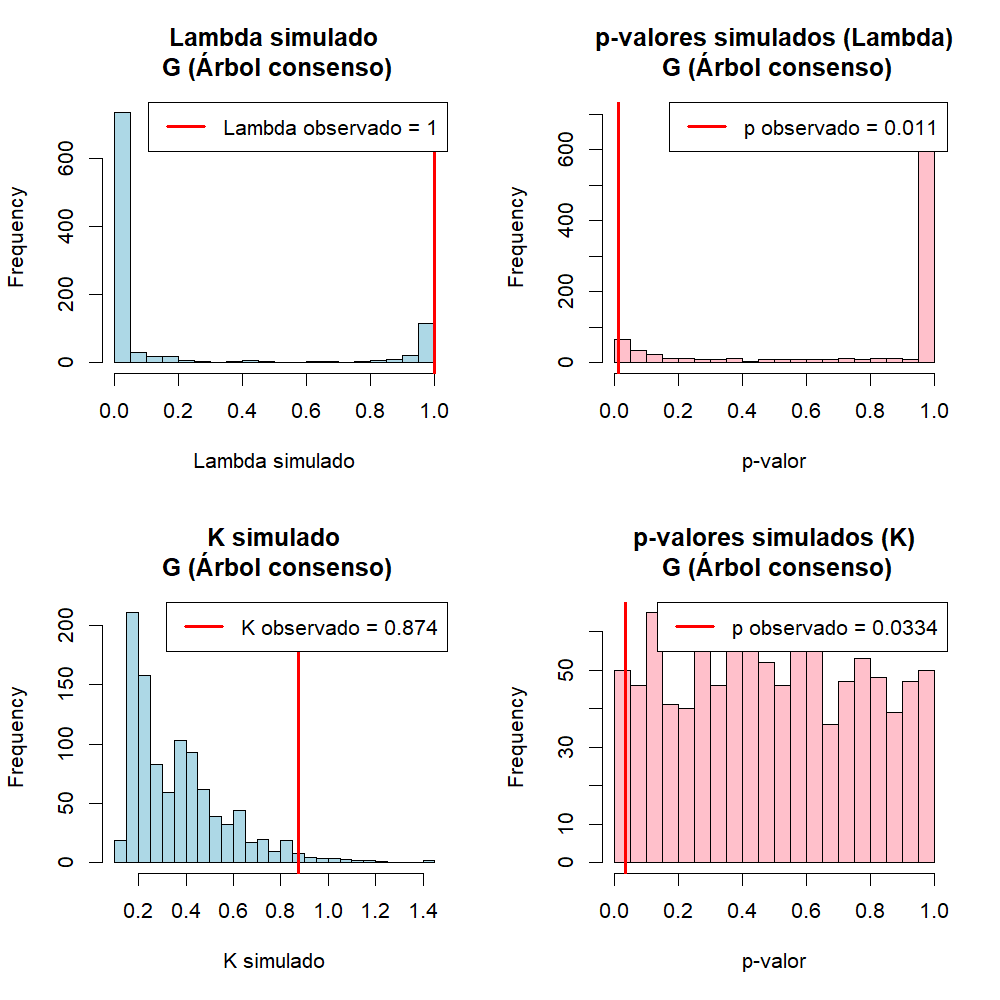 Lambda simulado
G (Árbol consenso)
Lambda observado = 1
Frequency
600
400
200
0
0.0 0.2 0.4 0.6 0.8 1.0
Lambda simulado
p-valores simulados (Lambda)
G (Árbol consenso)
p observado = 0.011
Frequency
600
400
200
0
0.0 0.2 0.4 0.6 0.8 1.0
p-valor
K simulado
G (Árbol consenso)
K observado = 0.874
Frequency
200
150
100
50
0
0.2 0.4 0.6 0.8 1.0 1.2 1.4
K simulado
p-valores simulados (K)
G (Árbol consenso)
p observado = 0.0334
Frequency
50
30
10
0
0.0 0.2 0.4 0.6 0.8 1.0
p-valor